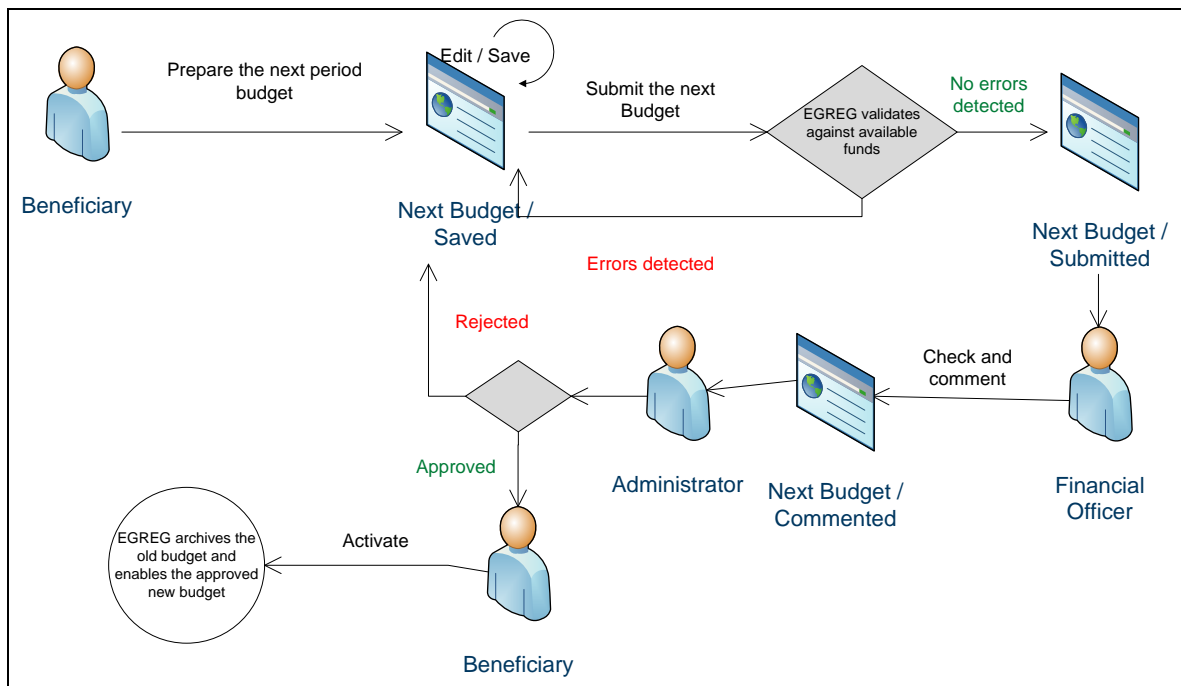 Edit / Save
Prepare the next period
budget
Submit the next
Budget
EGREG validates
against available
funds
No errors
detected
Beneficiary
Next Budget /
Saved
Next Budget /
Submitted
Errors detected
Rejected
Check and
comment
Approved
Administrator
Next Budget /
Commented
Financial
Officer
EGREG archives the
old budget and
enables the approved
new budget
Activate
Beneficiary